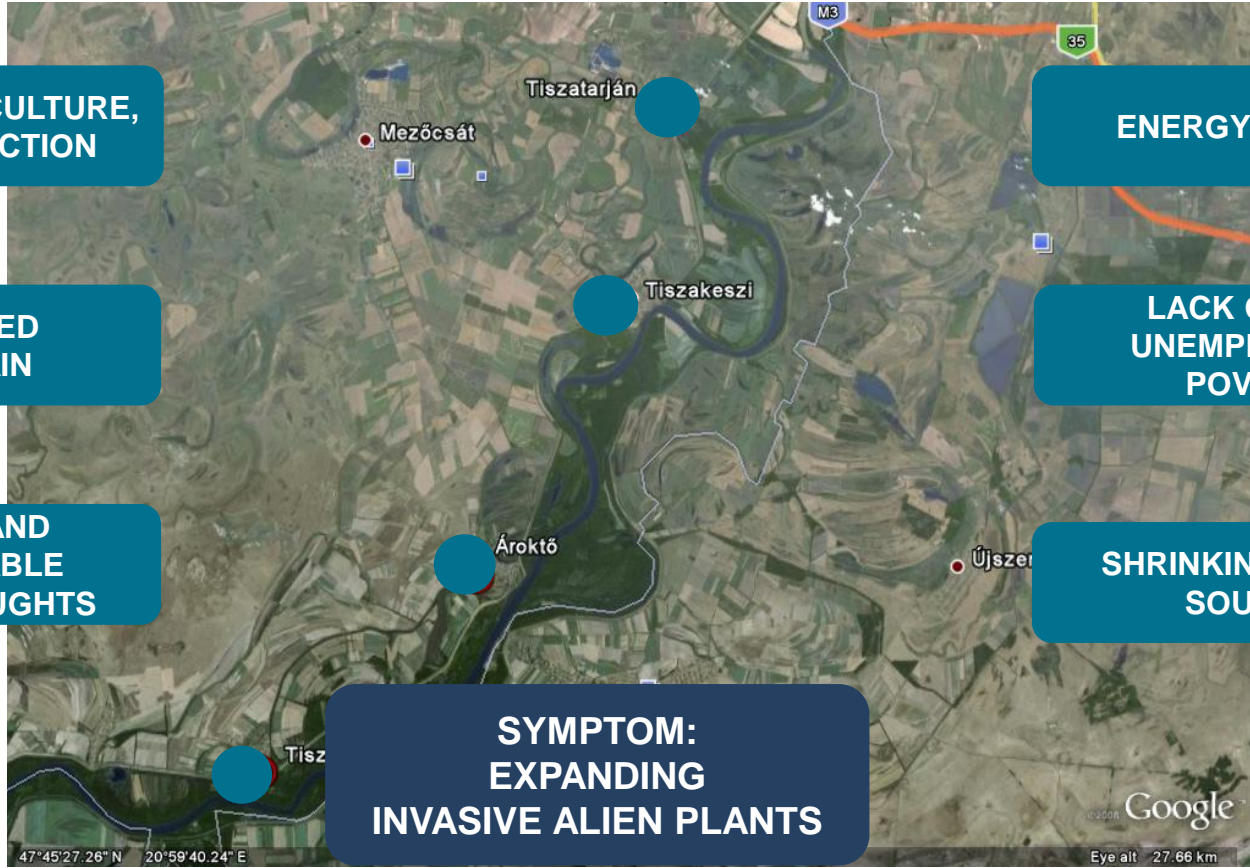 M3
35
Tiszatarján
Mezőcsát
CULTURE,
CTION
ENERGY
Tiszakeszi
ED
IN
LACK
UNEMP
POV
Ároktő
AND
ABLE
UGHTS
Újszer
SHRINKIN
SOU
Tisz
SYMPTOM:
EXPANDING
INVASIVE ALIEN PLANTS
©2008 Google
47°45'27.26" N 20°59'40.24" E
Eye alt 27.66 km